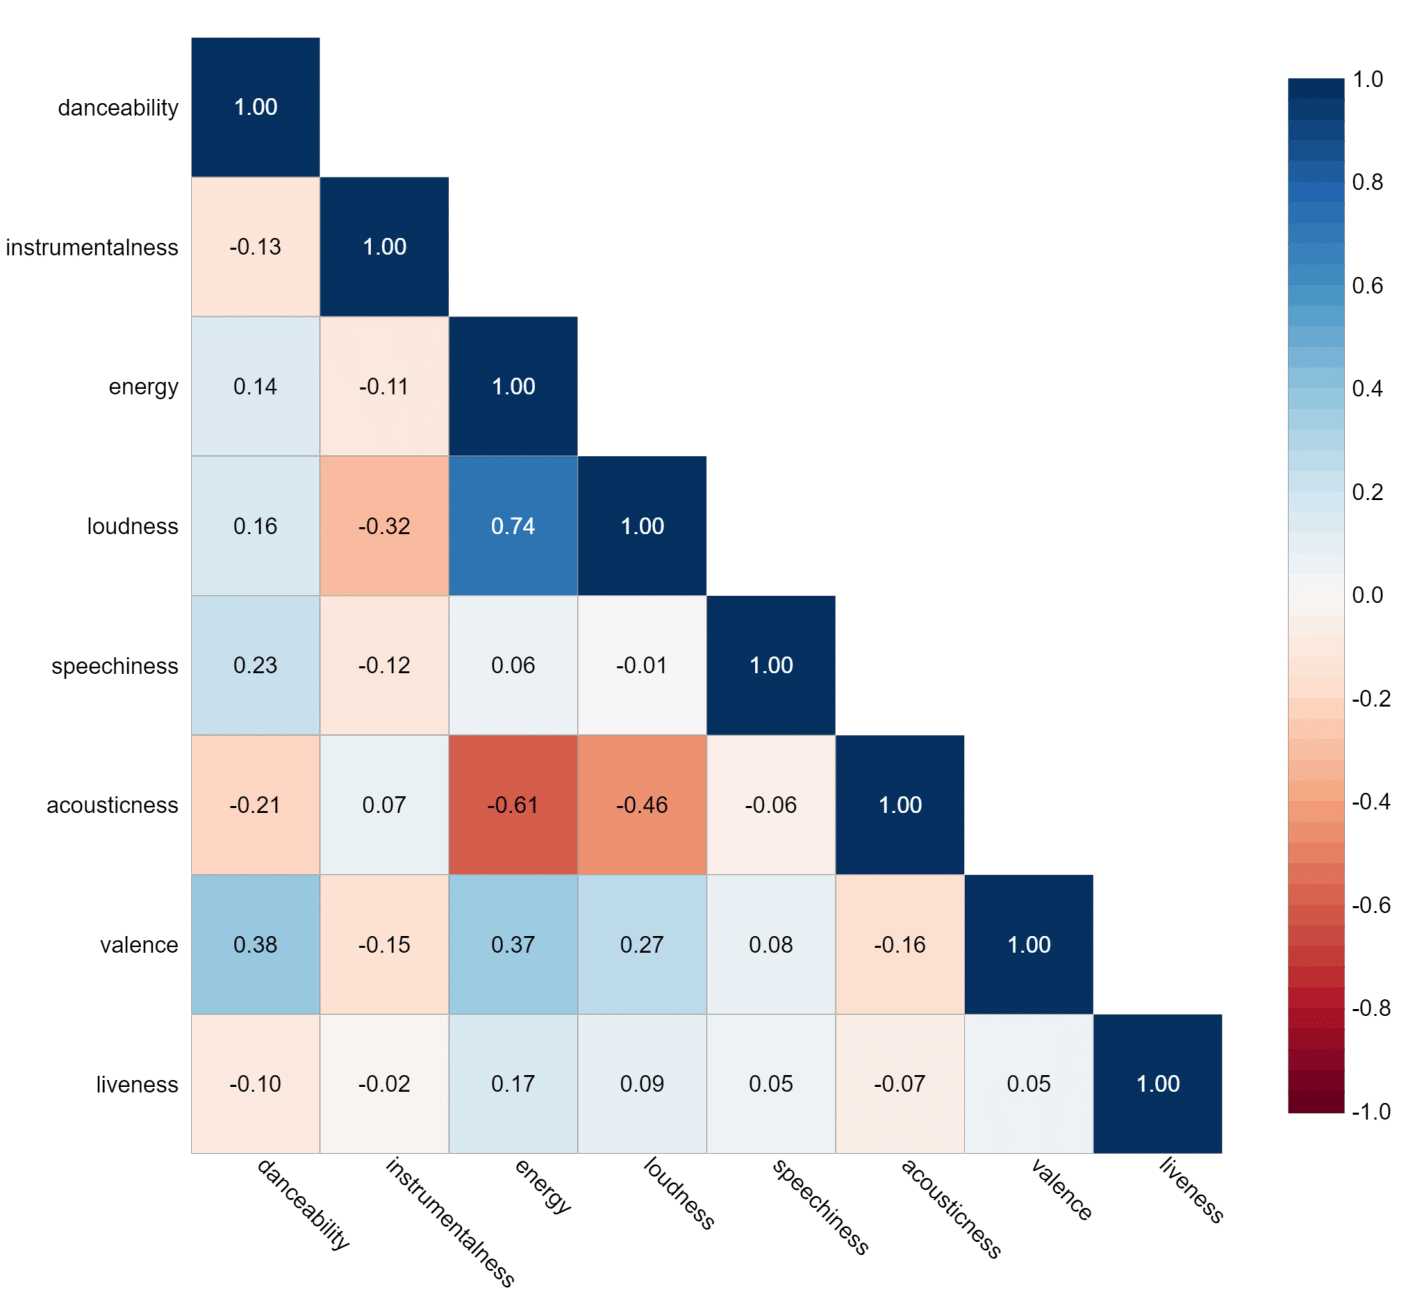 danceability 1.00
instrumentalness -0.13 1.00
energy 0.14 -0.11 1.00
loudness 0.16 -0.32 0.74 1.00
speechiness 0.23 -0.12 0.06 -0.01 1.00
acousticness -0.21 0.07 -0.61 -0.46 -0.06 1.00
valence 0.38 -0.15 0.37 0.27 0.08 -0.16 1.00
liveness -0.10 -0.02 0.17 0.09 0.05 -0.07 0.05 1.00
danceability instrumentalness energy loudness speechiness acousticness valence liveness
1.0
0.8
0.6
0.4
0.2
0.0
-0.2
-0.4
-0.6
-0.8
-1.0